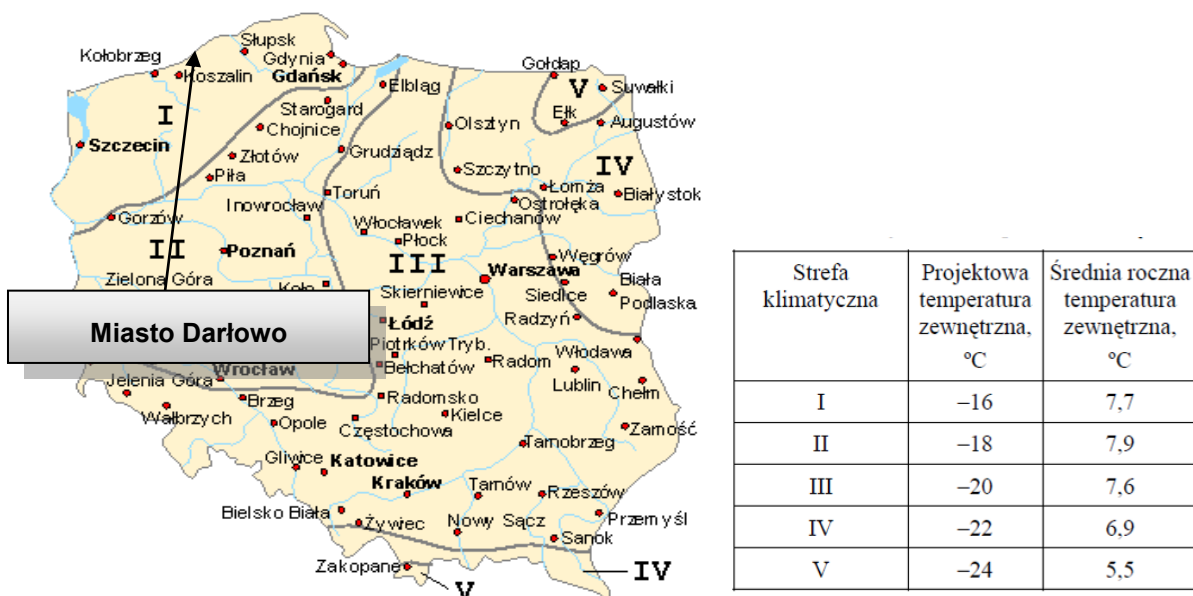 Słupsk
Kołobrzeg
Gdynia
Koszalin
Gdańsk
Gołdap
V
Suwałki
Elbląg
I
Starogard
Ełk
Chojnice
Olsztyn
Augustów
Szczecin
Złotów
Grudziądz
IV
Piła
Szczytno
Łomża
Toruń
Białystok
Ostrołęka
Inowrocław
Gorzów
Włocławek
Ciechanów
II
Poznań
Płock
III
Węgrów
Zielona Góra
Warszawa
Biała
Podlaska
Koło
Skierniewice
Siedlce
Miasto Darłowo
Łódź
Radzyń
Piotrków Tryb.
Włodawa
Bełchatów
Radom
Wrocław
Lublin
Jelenia Góra
Chełm
Brzeg
Radomsko
Wałbrzych
Kielce
Opole
Częstochowa
Zamość
Tarnobrzeg
Gliwice
Katowice
Kraków
Tarnów
Rzeszów
Bielsko Biała
Przemyśl
Żywiec
Nowy Sącz
Sanok
Zakopane
IV
V
Strefa
klimatyczna
Projektowa
temperatura
zewnętrzna,
ºC
Średnia roczna
temperatura
zewnętrzna,
ºC
I –16 7,7
II –18 7,9
III –20 7,6
IV –22 6,9
V –24 5,5